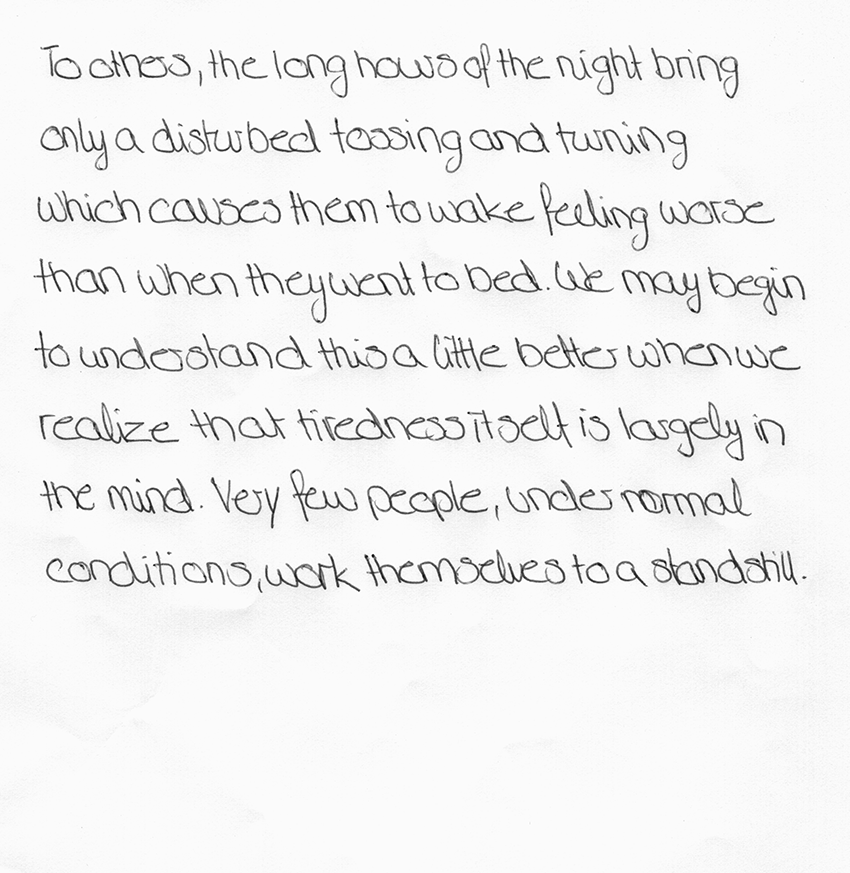 To others, the long hours of the night bring
only a disturbed tossing and turning
which causes them to wake feeling worse
than when they went to bed. We may begin
to understand this a little better when we
realize that tiredness itself is largely in
the mind. Very few people, under normal
conditions, work themselves to a standstill.